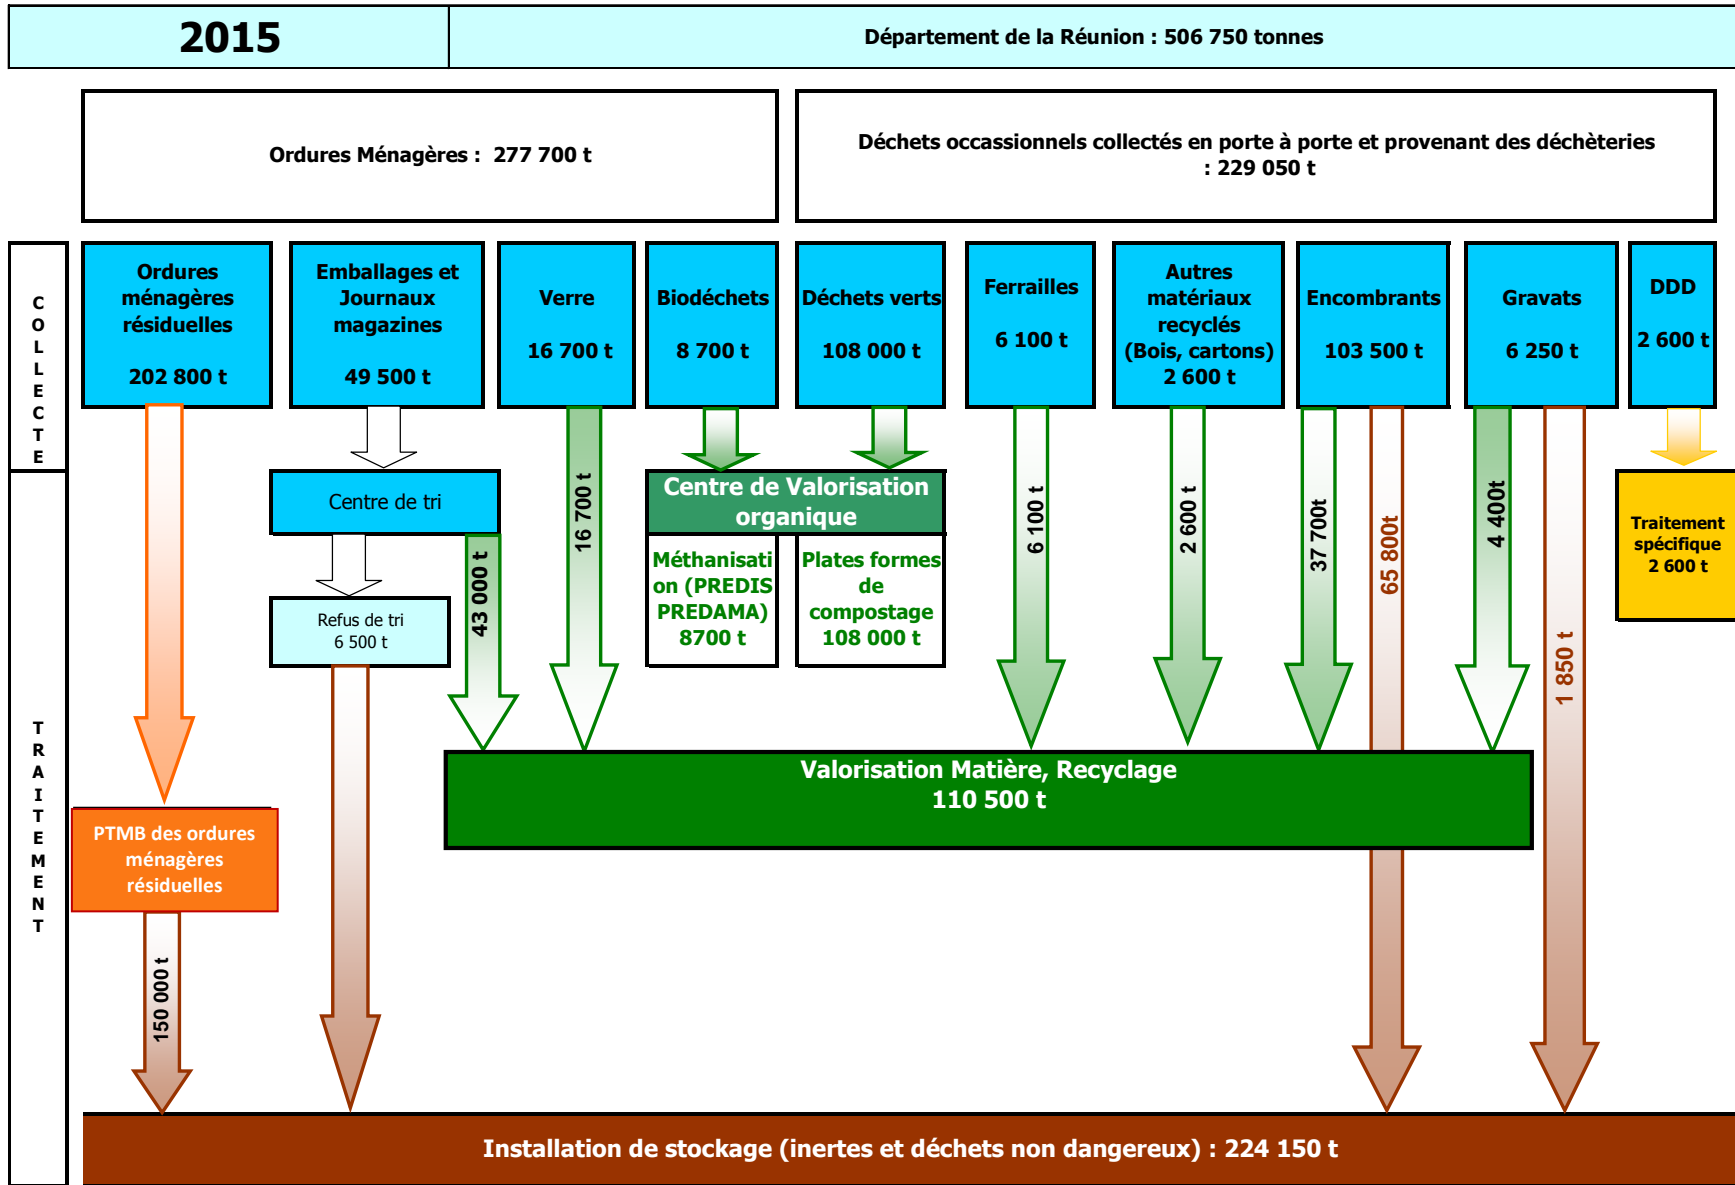 2015
Département de la Réunion : 506 750 tonnes
Ordures Ménagères : 277 700 t
Déchets occassionnels collectés en porte à porte et provenant des déchèteries
: 229 050 t
COLLECTE
Ordures
ménagères
résiduelles
202 800 t
Emballages et
Journaux
magazines
49 500 t
Verre
16 700 t
Biodéchets
8 700 t
Déchets verts
108 000 t
Ferrailles
6 100 t
Autres
matériaux
recyclés
(Bois, cartons)
2 600 t
Encombrants
103 500 t
Gravats
6 250 t
DDD
2 600 t
TRAITEMENT
Centre de tri
Refus de tri
6 500 t
43 000 t
16 700 t
Centre de Valorisation
organique
Méthanisati
on (PREDIS
PREDAMA)
8700 t
Plates formes
de
compostage
108 000 t
6 100 t
2 600 t
37 700t
65 800t
4 400t
1 850 t
Traitement
spécifique
2 600 t
Valorisation Matière, Recyclage
110 500 t
PTMB des ordures
ménagères
résiduelles
150 000 t
Installation de stockage (inertes et déchets non dangereux) : 224 150 t